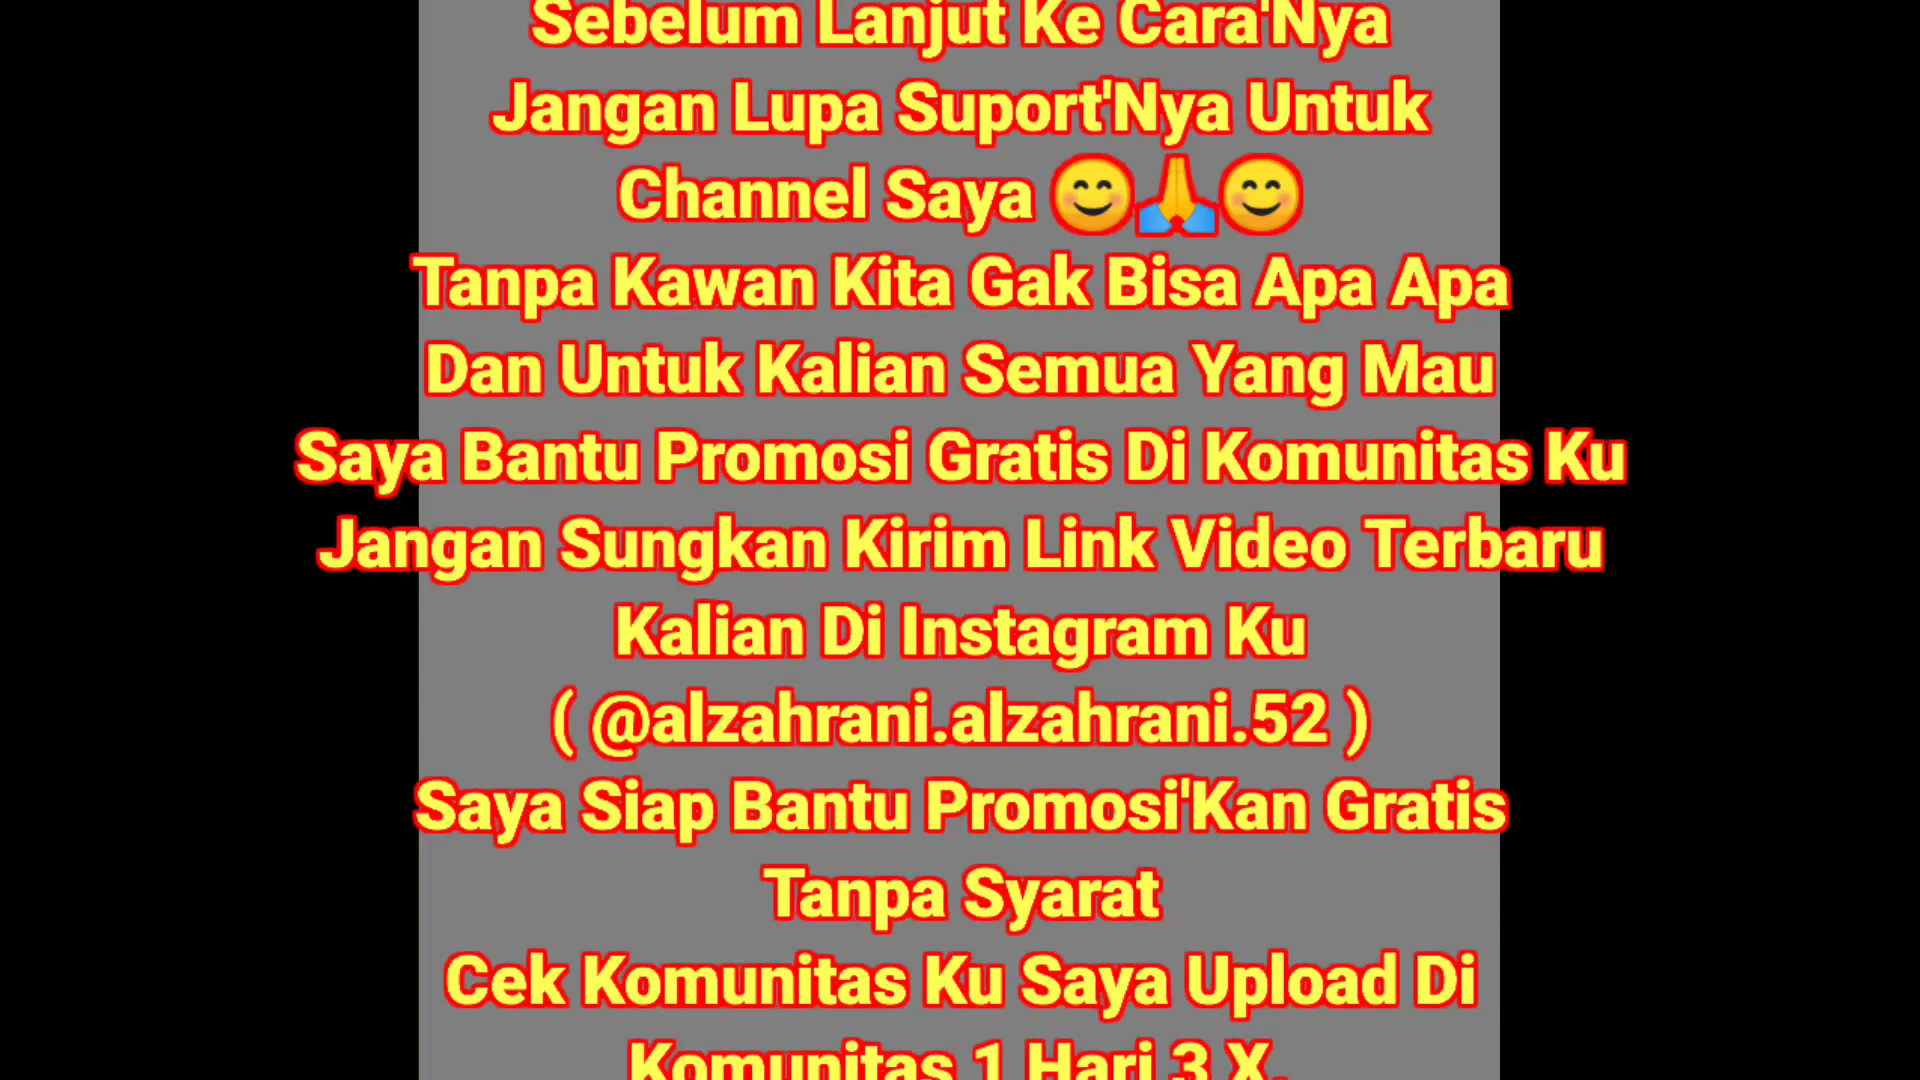 Sebelum Lanjut Ke Cara'Nya
Jangan Lupa Suport'Nya Untuk
Channel Saya 😊🙏😊
Tanpa Kawan Kita Gak Bisa Apa Apa
Dan Untuk Kalian Semua Yang Mau
Saya Bantu Promosi Gratis Di Komunitas Ku
Jangan Sungkan Kirim Link Video Terbaru
Kalian Di Instagram Ku
( @alzahrani.alzahrani.52 )
Saya Siap Bantu Promosi'Kan Gratis
Tanpa Syarat
Cek Komunitas Ku Saya Upload Di
Komunitas 1 Hari 3 X.